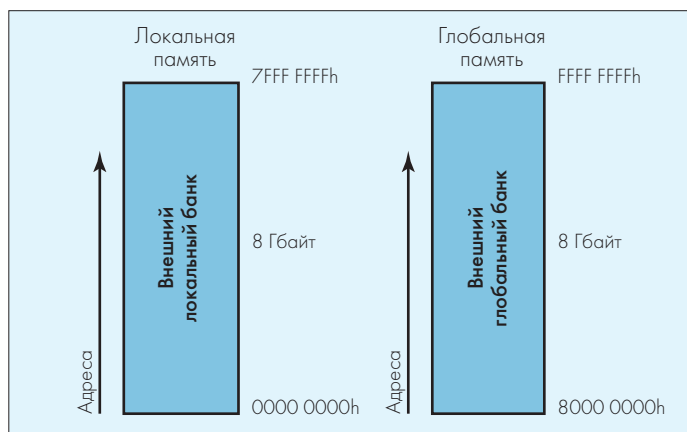 Локальная
память
7FFF FFFFh
Внешний
локальный банк
8 Гбайт
Адреса
0000 0000h
Глобальная
память
FFFF FFFFh
Внешний
глобальный банк
8 Гбайт
Адреса
8000 0000h